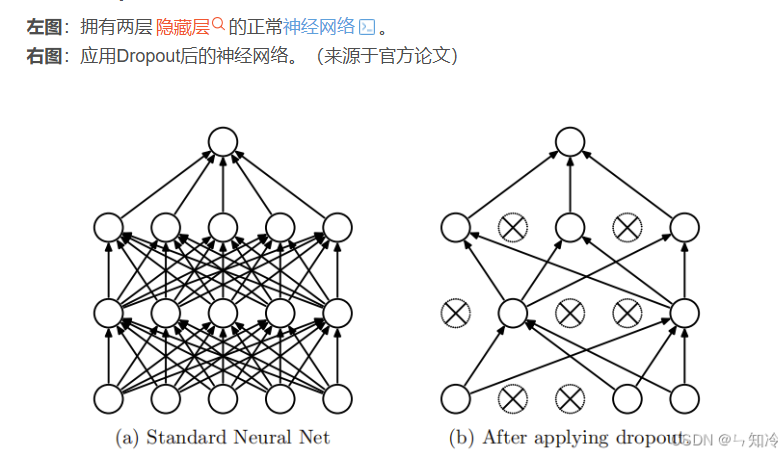 左图：拥有两层隐藏层的正常神经网络。
右图：应用Dropout后的神经网络。（来源于官方论文）
(a) Standard Neural Net
(b) After applying dropout.
CSDN @ㄣ知冷